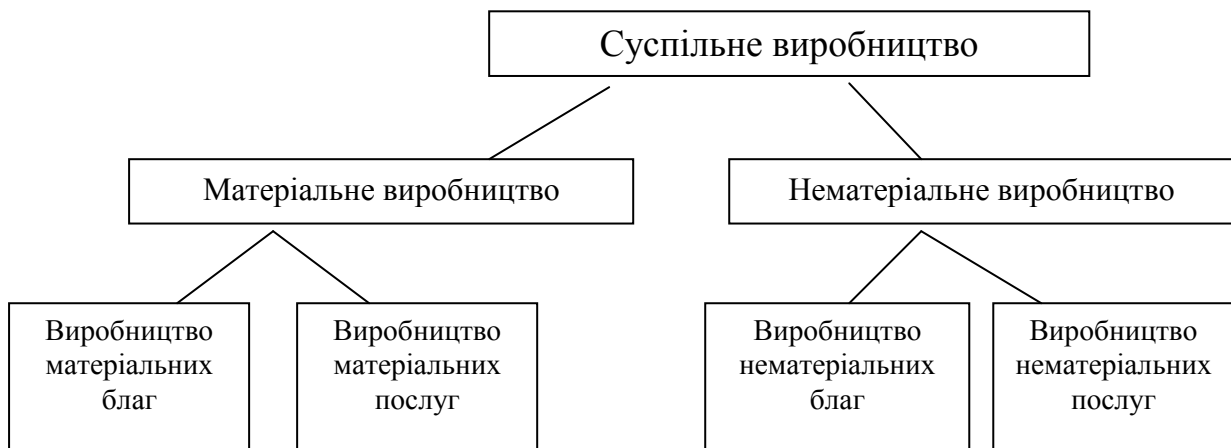 Суспільне виробництво
Матеріальне виробництво
Нематеріальне виробництво
Виробництво
матеріальних
благ
Виробництво
матеріальних
послуг
Виробництво
нематеріальних
благ
Виробництво
нематеріальних
послуг